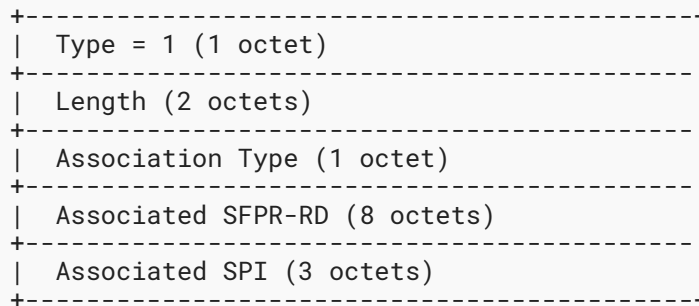 +--------------------------------------------
|  Type = 1 (1 octet)
+--------------------------------------------
|  Length (2 octets)
+--------------------------------------------
|  Association Type (1 octet)
+--------------------------------------------
|  Associated SFPR-RD (8 octets)
+--------------------------------------------
|  Associated SPI (3 octets)
+--------------------------------------------